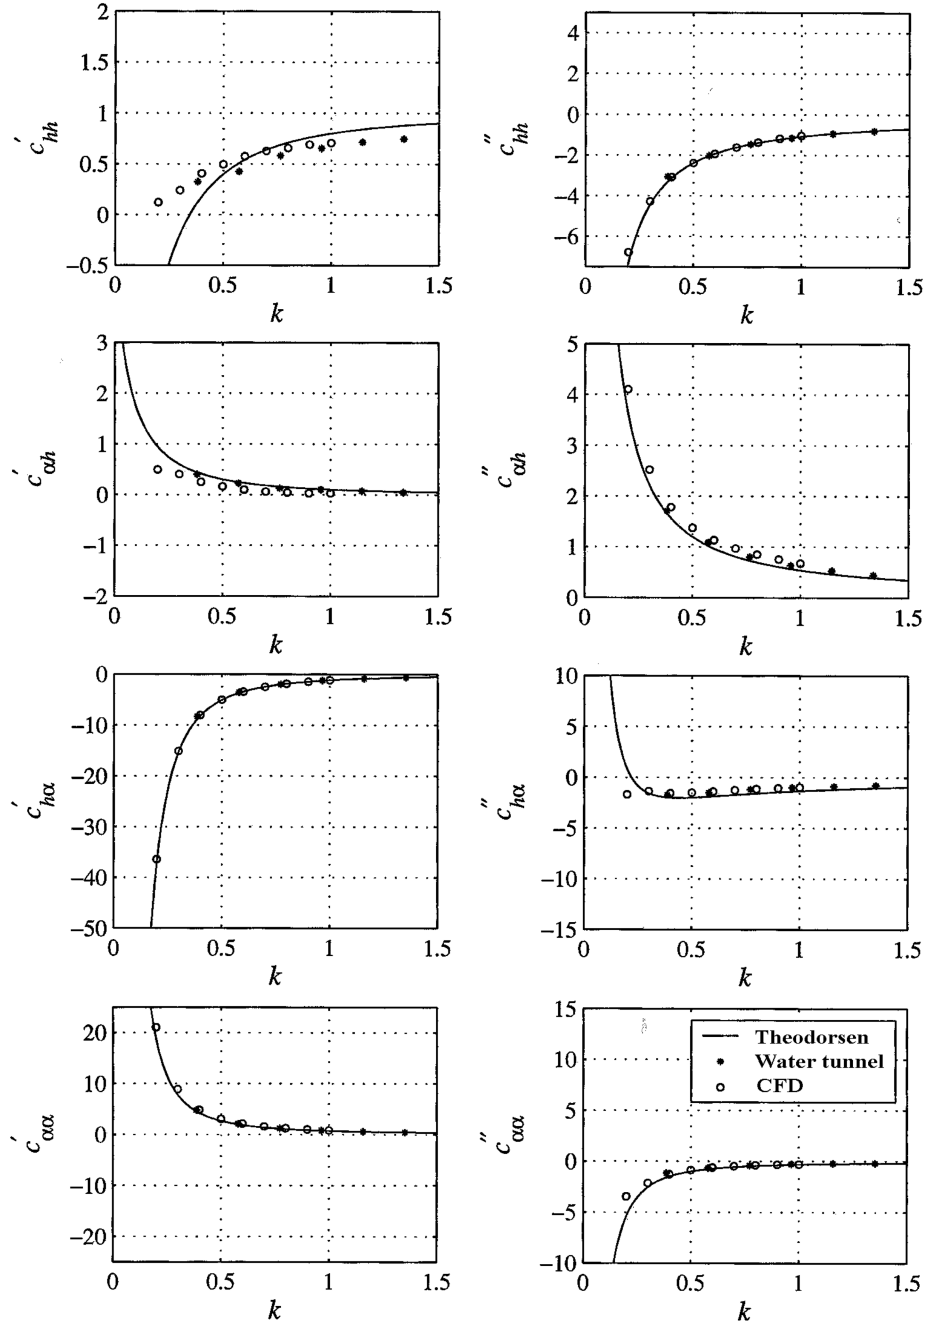 2
1.5
1
0.5
0
−0.5
c′hh
0 0.5 1 1.5
k
4
2
0
−2
−4
−6
c″hh
0 0.5 1 1.5
k
3
2
1
0
−1
−2
c′αh
0 0.5 1 1.5
k
5
4
3
2
1
0
c″αh
0 0.5 1 1.5
k
0
−10
−20
−30
−40
−50
c′hα
0 0.5 1 1.5
k
10
5
0
−5
−10
−15
c″hα
0 0.5 1 1.5
k
20
10
0
−10
−20
c′αα
0 0.5 1 1.5
k
15
10
5
0
−5
−10
c″αα
0 0.5 1 1.5
k
Theodorsen
Water tunnel
CFD